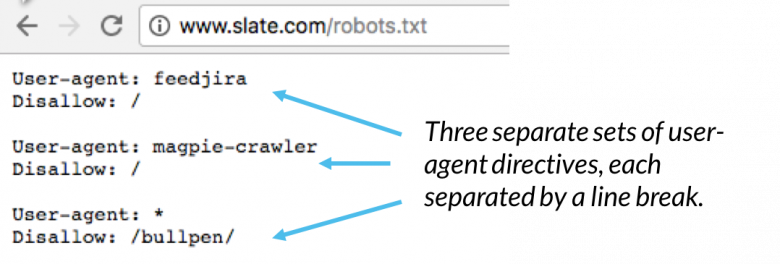 www.slate.com/robots.txt
User-agent: feedjira
Disallow: /
User-agent: magpie-crawler
Disallow: /
User-agent: *
Disallow: /bullpen/
Three separate sets of user-
agent directives, each
separated by a line break.